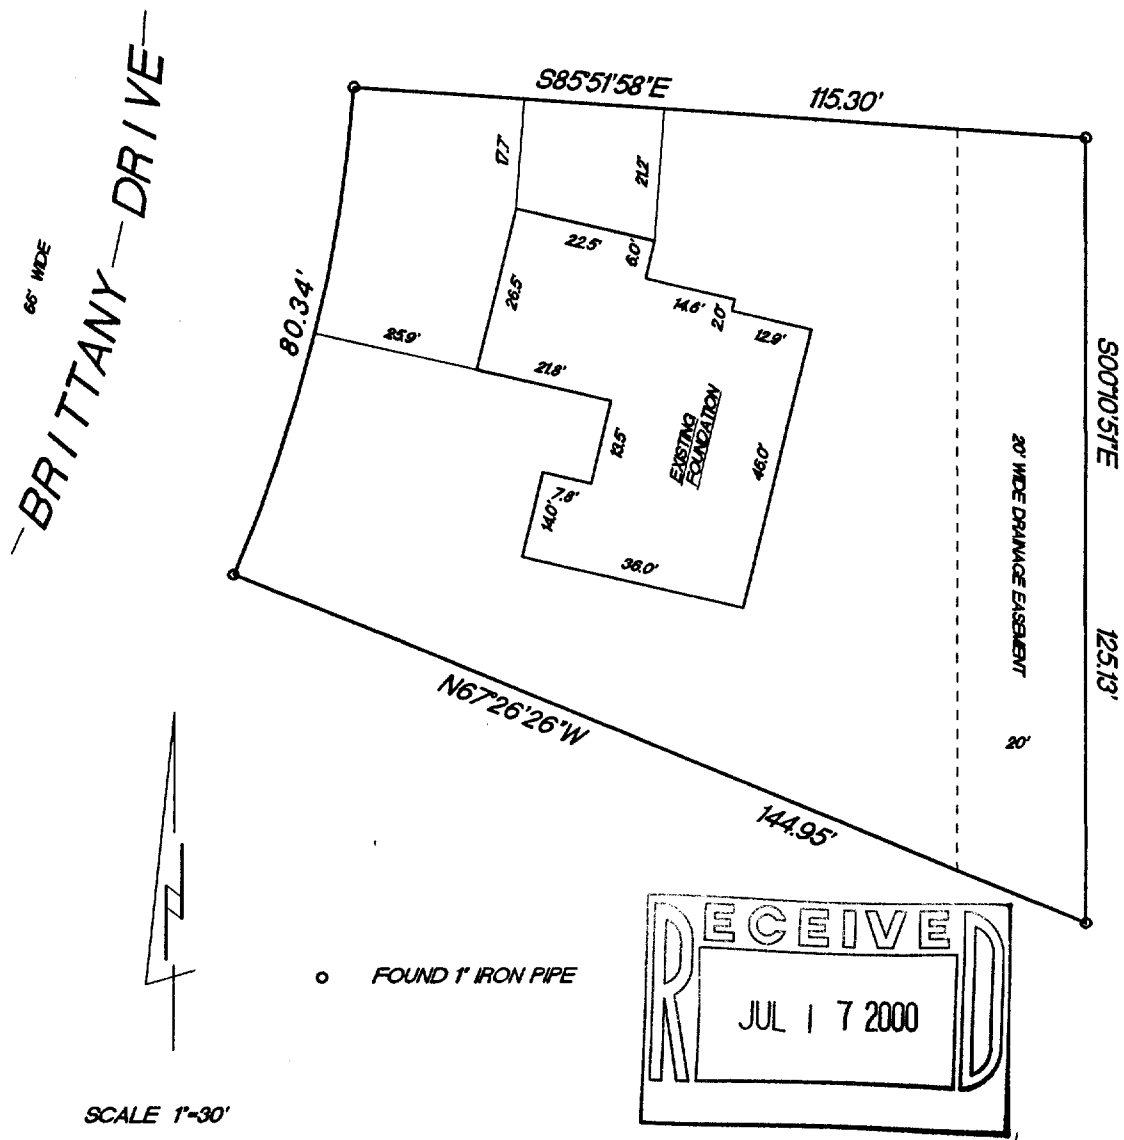 BRITTANY DRIVE
66' WIDE
S85°51'58"E
115.30'
17.7'
21.2'
22.5'
6.0'
26.5'
14.6'
2.0'
12.9'
80.34'
25.9'
21.8'
13.5'
EXISTING
FOUNDATION
46.0'
7.8'
14.0'
36.0'
S00°10'51"E
125.13'
20' WIDE DRAINAGE EASEMENT
20'
N67°26'26"W
144.95'
RECEIVED
JUL 17 2000
FOUND 1" IRON PIPE
SCALE 1"=30'